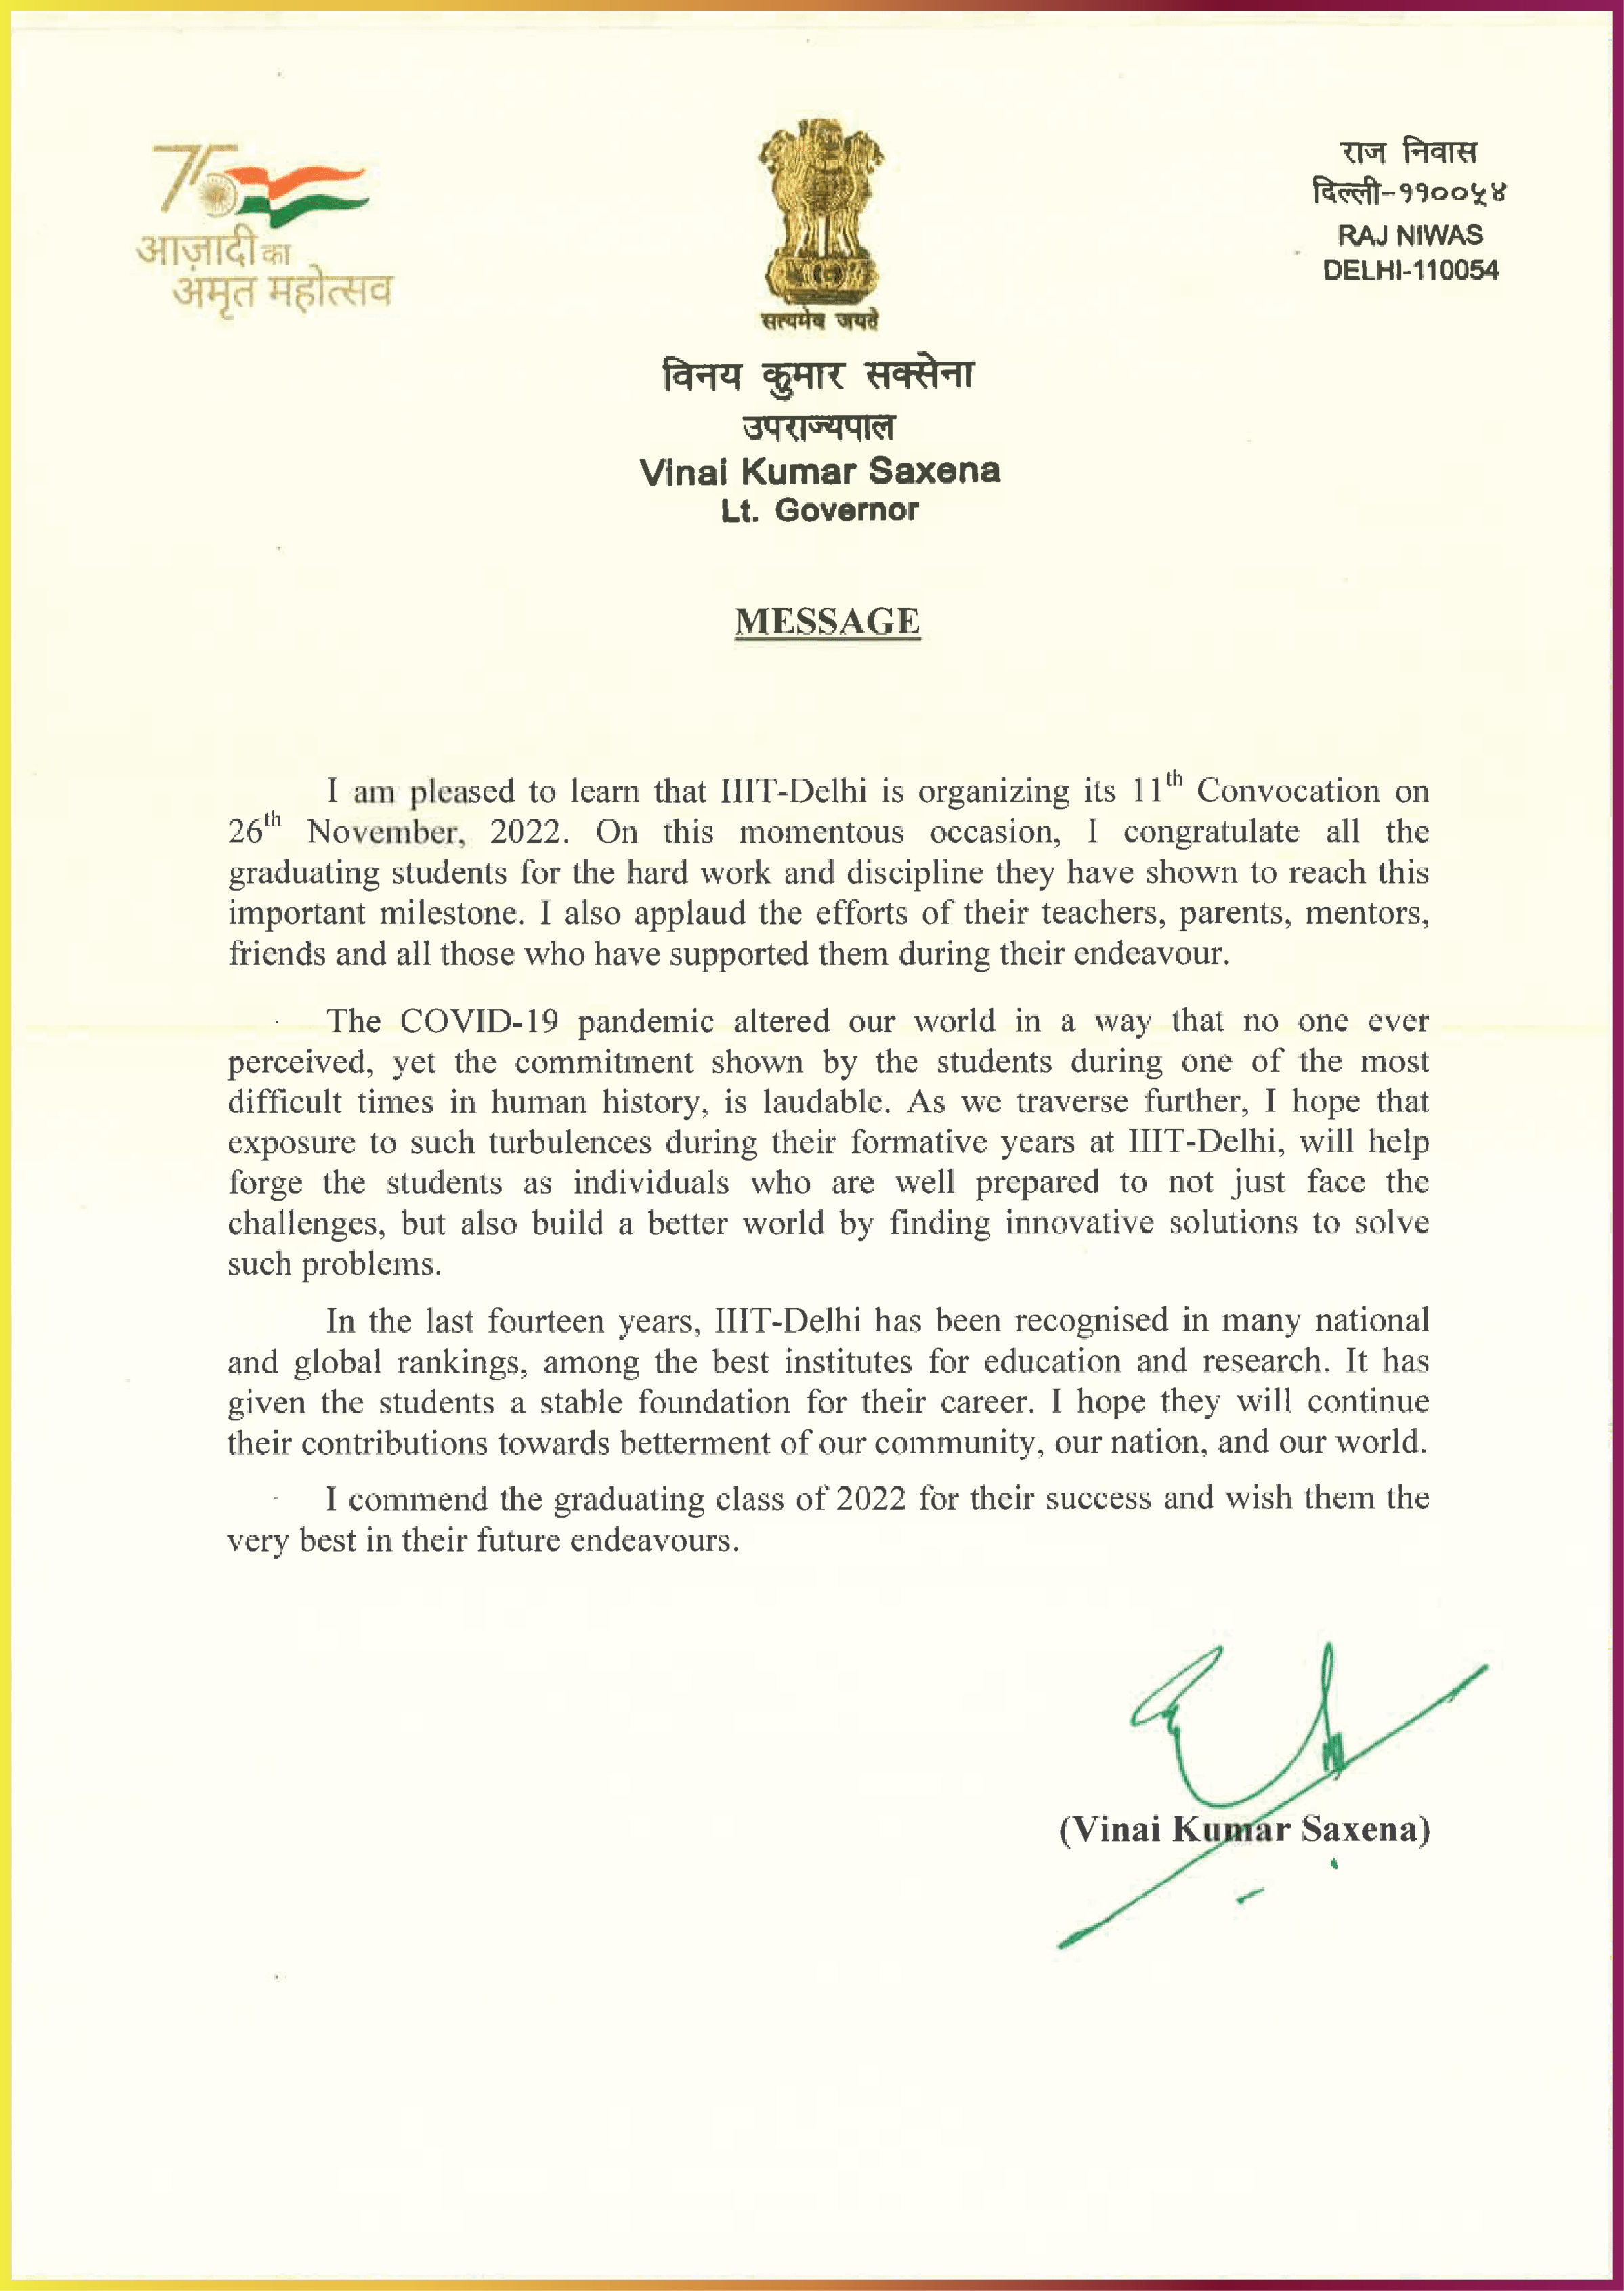 75
आज़ादी का
अमृत महोत्सव
सत्यमेव जयते
राज निवास
दिल्ली-११००५४
RAJ NIWAS
DELHI-110054
विनय कुमार सक्सेना
उपराज्यपाल
Vinai Kumar Saxena
Lt. Governor
MESSAGE
I am pleased to learn that IIIT-Delhi is organizing its 11th Convocation on
26th November, 2022. On this momentous occasion, I congratulate all the
graduating students for the hard work and discipline they have shown to reach this
important milestone. I also applaud the efforts of their teachers, parents, mentors,
friends and all those who have supported them during their endeavour.
The COVID-19 pandemic altered our world in a way that no one ever
perceived, yet the commitment shown by the students during one of the most
difficult times in human history, is laudable. As we traverse further, I hope that
exposure to such turbulences during their formative years at IIIT-Delhi, will help
forge the students as individuals who are well prepared to not just face the
challenges, but also build a better world by finding innovative solutions to solve
such problems.
In the last fourteen years, IIIT-Delhi has been recognised in many national
and global rankings, among the best institutes for education and research. It has
given the students a stable foundation for their career. I hope they will continue
their contributions towards betterment of our community, our nation, and our world.
I commend the graduating class of 2022 for their success and wish them the
very best in their future endeavours.
(Vinai Kumar Saxena)